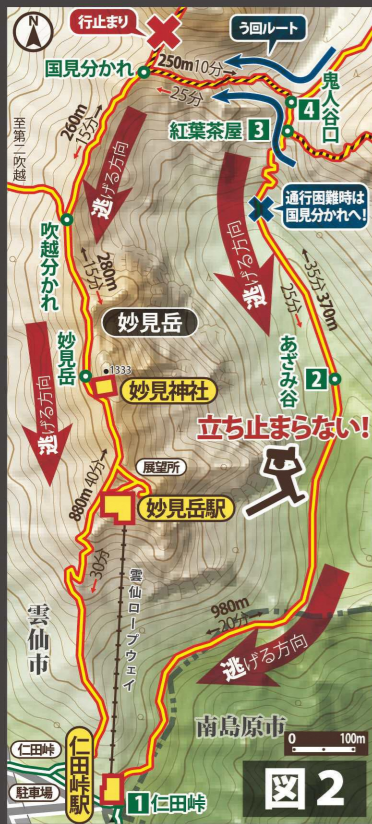 N
行止まり
う回ルート
国見分かれ
250m10分
25分
鬼人谷口
4
紅葉茶屋 3
260m
15分
至第二吹越
逃げる方向
逃げる方向
通行困難時は
国見分かれへ!
吹越分かれ
280m
15分
35分 370m
25分
妙見岳
妙見岳
•1333
妙見神社
あざみ谷
2
逃げる方向
立ち止まらない!
展望所
妙見岳駅
880m 40分
30分
雲仙ロープウェイ
980m
20分
逃げる方向
雲仙市
南島原市
0 100m
仁田峠
駐車場
仁田峠駅
1 仁田峠
図2